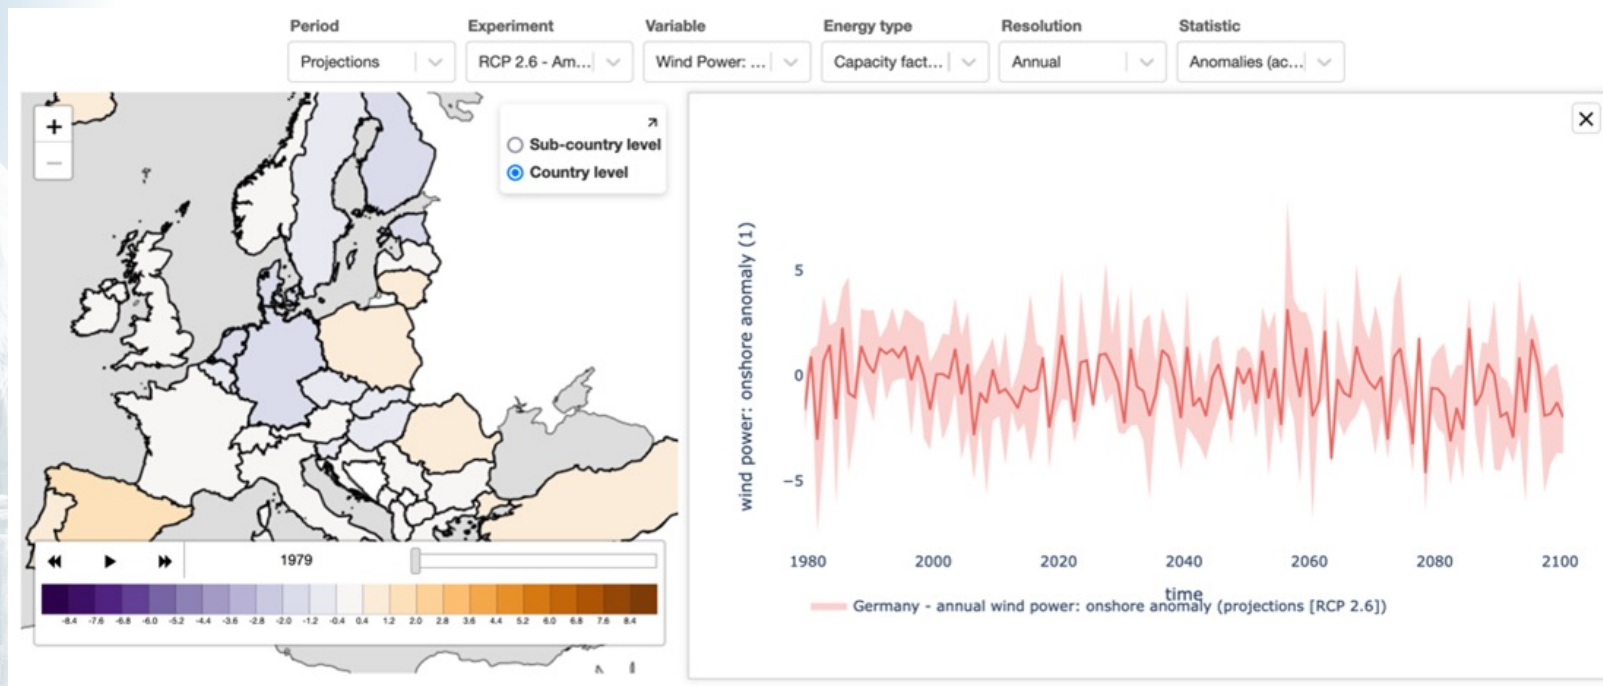 Period Experiment Variable Energy type Resolution Statistic
Projections RCP 2.6 - Am... Wind Power: ... Capacity fact... Annual Anomalies (ac...
+
−
Sub-country level
Country level
1979
-8.4 -7.6 -6.8 -6.0 -5.2 -4.4 -3.6 -2.8 -2.0 -1.2 -0.4 0.4 1.2 2.0 2.8 3.6 4.4 5.2 6.0 6.8 7.6 8.4
wind power: onshore anomaly (1)
5
0
−5
1980 2000 2020 2040 2060 2080 2100
time
Germany - annual wind power: onshore anomaly (projections [RCP 2.6])